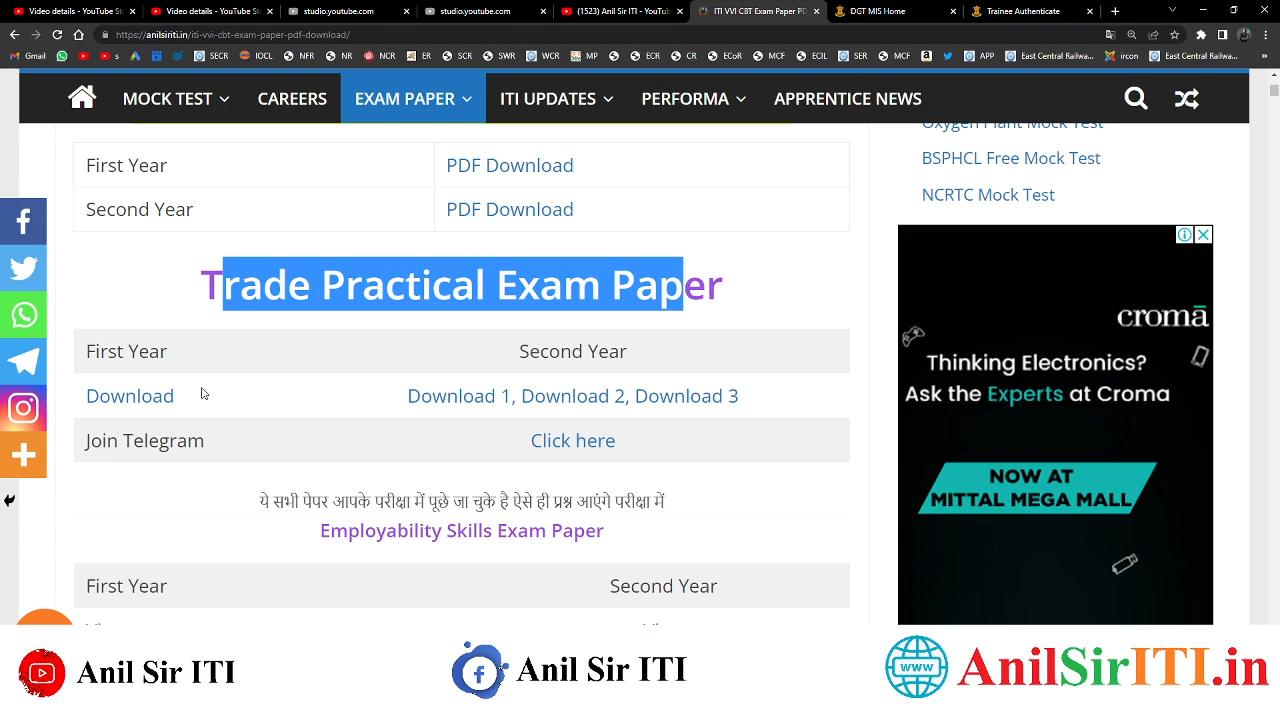 Video details - YouTube St
Video details - YouTube St
studio.youtube.com
studio.youtube.com
(1523) Anil Sir ITI - YouTub
ITI VVI CBT Exam Paper PD
DGT MIS Home
Trainee Authenticate
https://anilsiriti.in/iti-vvi-cbt-exam-paper-pdf-download/
Gmail
s
SECR
IOCL
NFR
NR
NCR
ER
SCR
SWR
WCR
MP
ECR
CR
ECoR
MCF
ECIL
SER
MCF
APP
East Central Railwa...
ircon
East Central Railwa...
MOCK TEST
CAREERS
EXAM PAPER
ITI UPDATES
PERFORMA
APPRENTICE NEWS
Oxygen Plant Mock Test
First Year
PDF Download
BSPHCL Free Mock Test
NCRTC Mock Test
Second Year
PDF Download
Trade Practical Exam Paper
First Year
Second Year
Download
Download 1, Download 2, Download 3
Join Telegram
Click here
ये सभी पेपर आपके परीक्षा में पूछे जा चुके है ऐसे ही प्रश्न आएंगे परीक्षा में
Employability Skills Exam Paper
First Year
Second Year
croma
Thinking Electronics?
Ask the Experts at Croma
NOW AT
MITTAL MEGA MALL
Anil Sir ITI
Anil Sir ITI
www
AnilSirITI.in